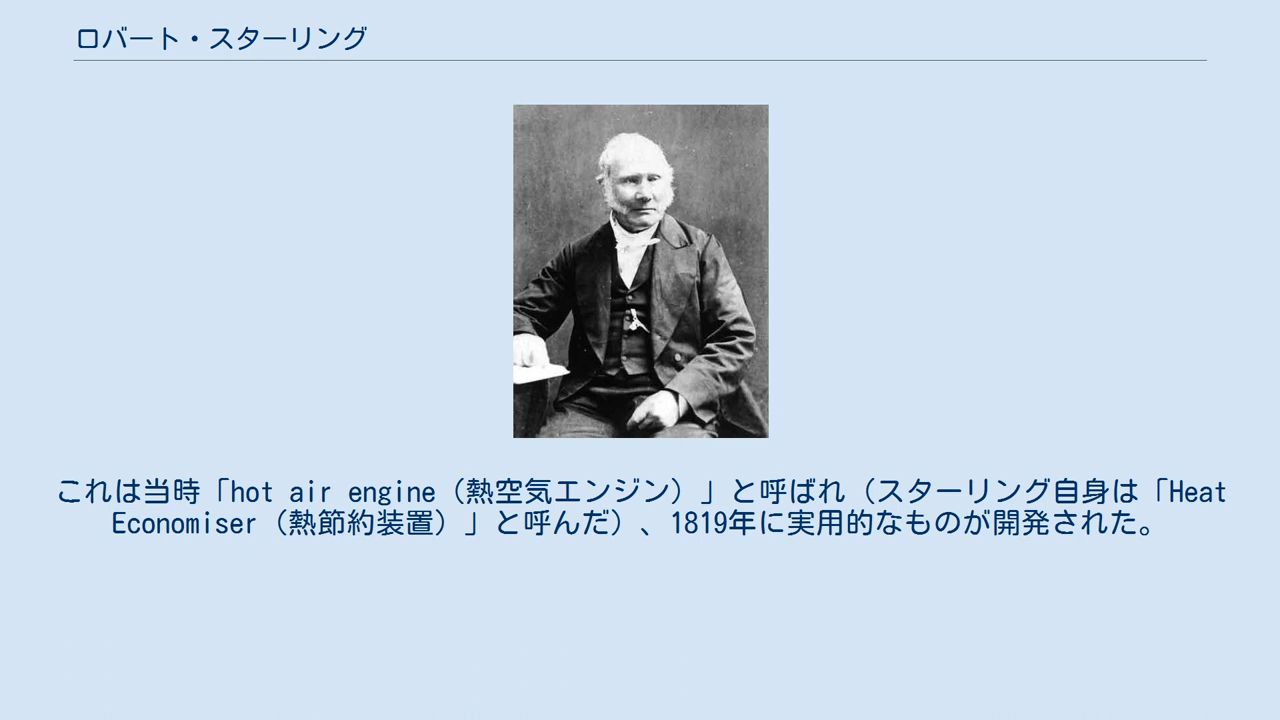 ロバート・スターリング
これは当時「hot air engine（熱空気エンジン）」と呼ばれ（スターリング自身は「Heat
Economiser（熱節約装置）」と呼んだ）、1819年に実用的なものが開発された。